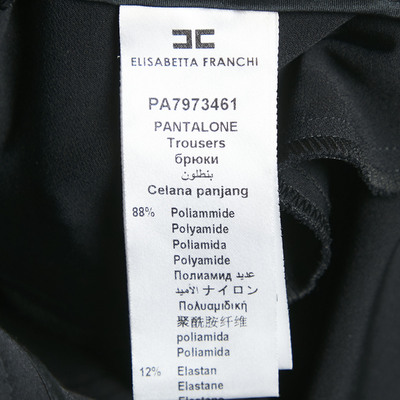 ELISABETTA FRANCHI
PA7973461
PANTALONE
Trousers
брюки
بنطلون
Celana panjang
88% Poliammide
Polyamide
Poliamida
Polyamide
Полиамид عديد
الأميد ナイロン
Πολυαμιδική
聚酰胺纤维
poliamida
Poliamida
12% Elastan
Elastane
Elastane